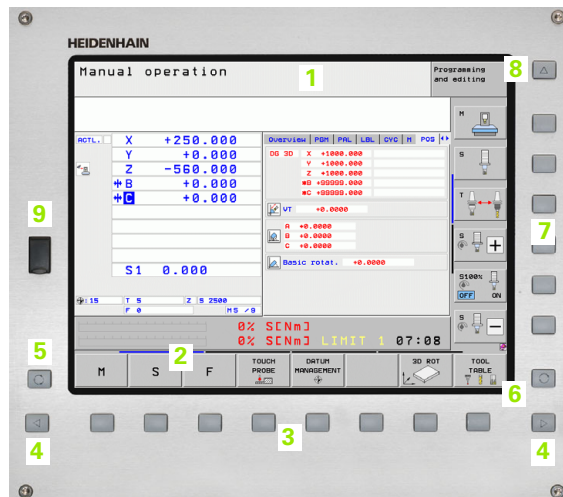 HEIDENHAIN
Manual operation
1
Programming
and editing
8
ACTL.
X +250.000
Y +0.000
Z -560.000
B +0.000
C +0.000
S1 0.000
:15 T 5 Z S 2500
F 0 M 5 / 9
Overview PGM PAL LBL CYC M POS
DG 3D X +1000.000
Y +1000.000
Z +1000.000
*B +99999.000
*C +99999.000
VT +0.0000
A +0.0000
B +0.0000
C +0.0000
Basic rotat. +0.0000
0% S[Nm]
0% S[Nm] LIMIT 1 07:08
M
S
T
S
S100%
OFF ON
S
9
7
5
2
M
S
F
TOUCH
PROBE
DATUM
MANAGEMENT
3D ROT
TOOL
TABLE
6
3
4
4